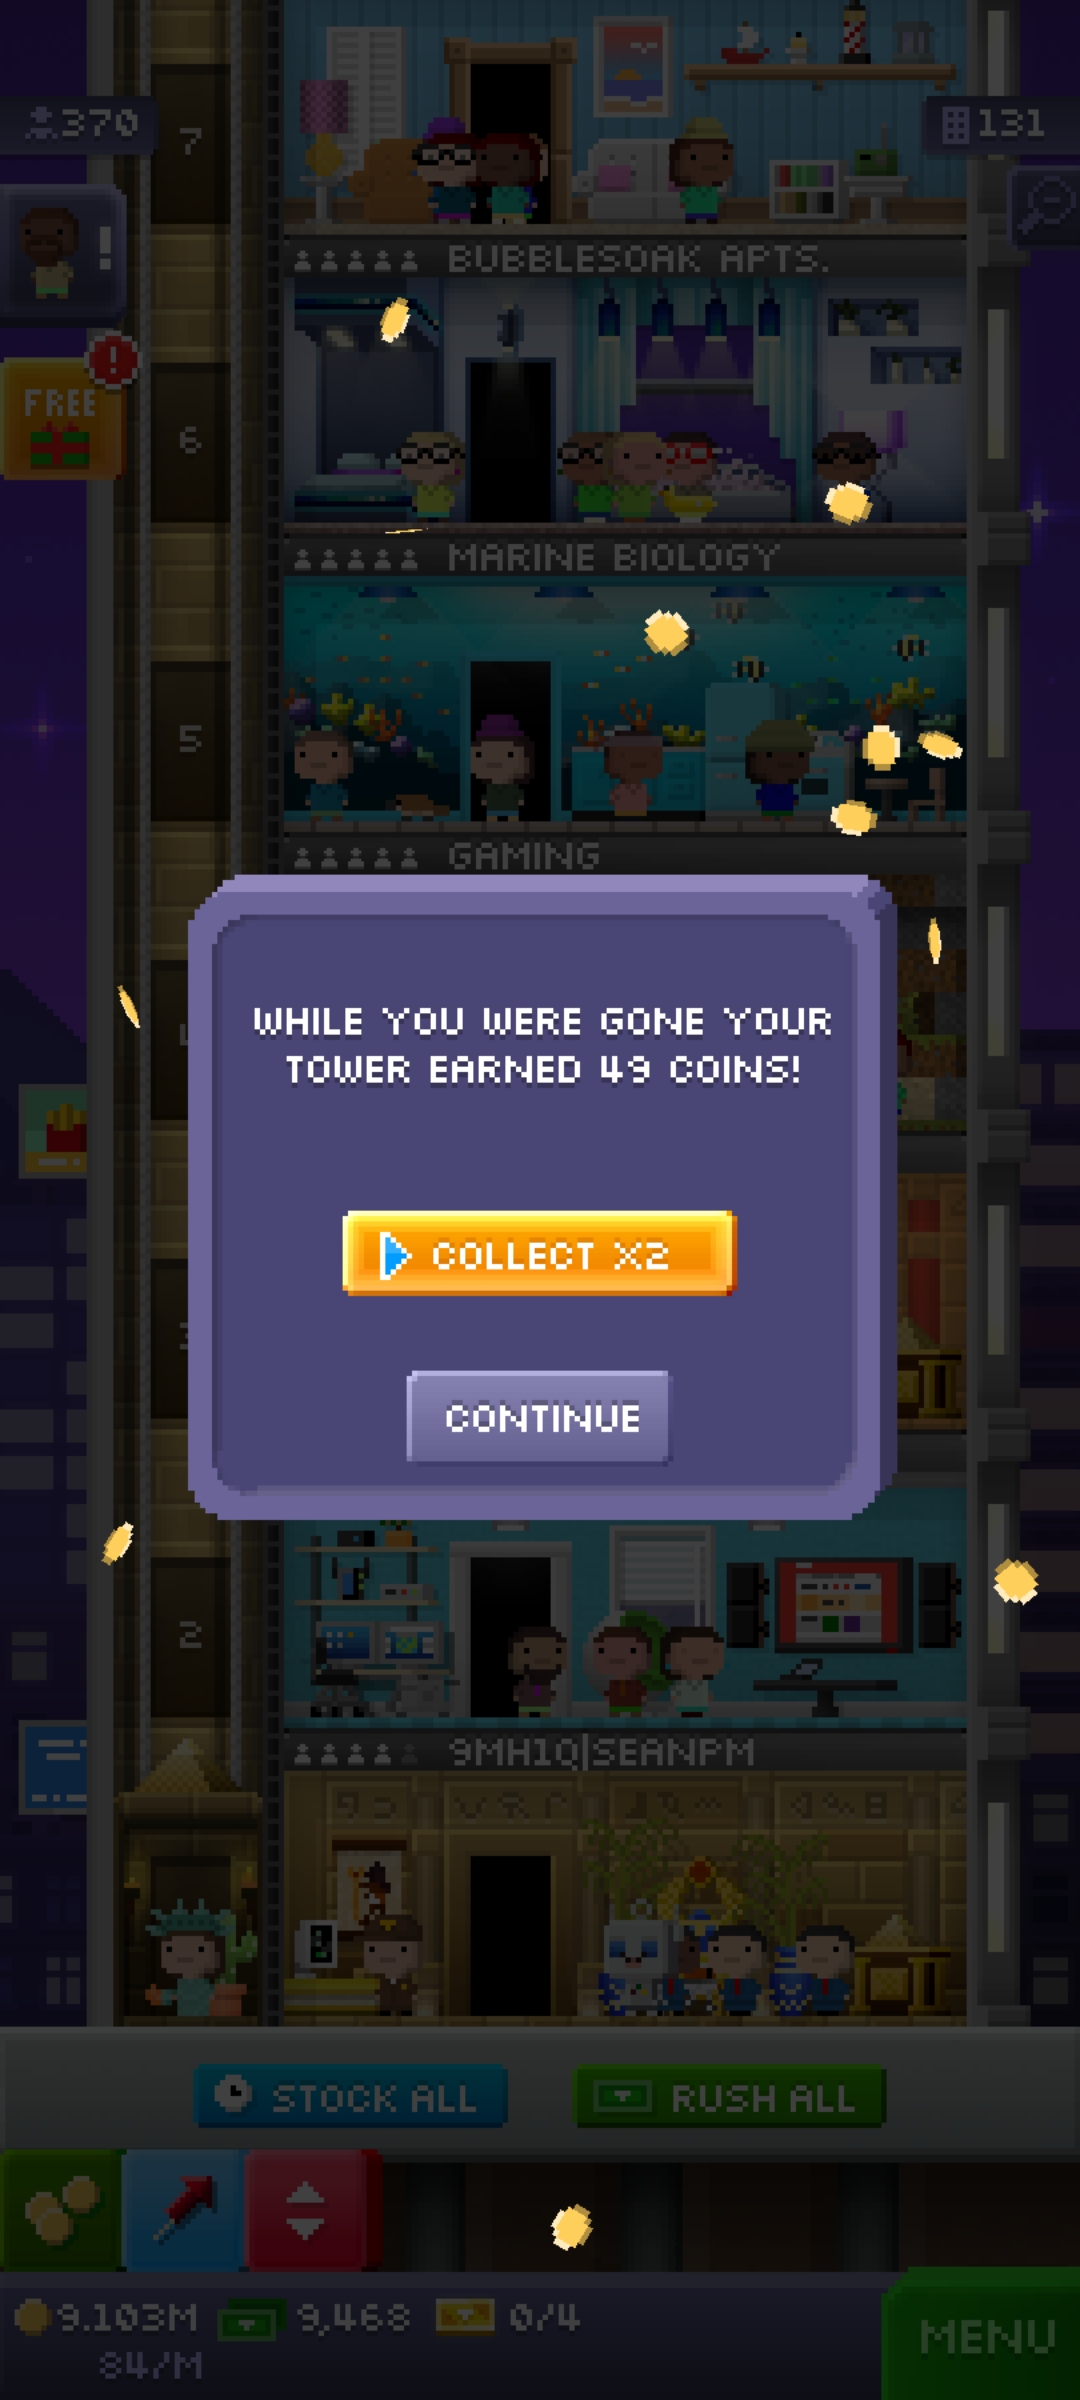 370
7
131
!
BUBBLESOAK APTS.
!
FREE
6
MARINE BIOLOGY
5
GAMING
WHILE YOU WERE GONE YOUR
TOWER EARNED 49 COINS!
COLLECT X2
CONTINUE
2
9MH1Q|SEANPM
STOCK ALL
RUSH ALL
9.103M
9,468
0/4
84/M
MENU